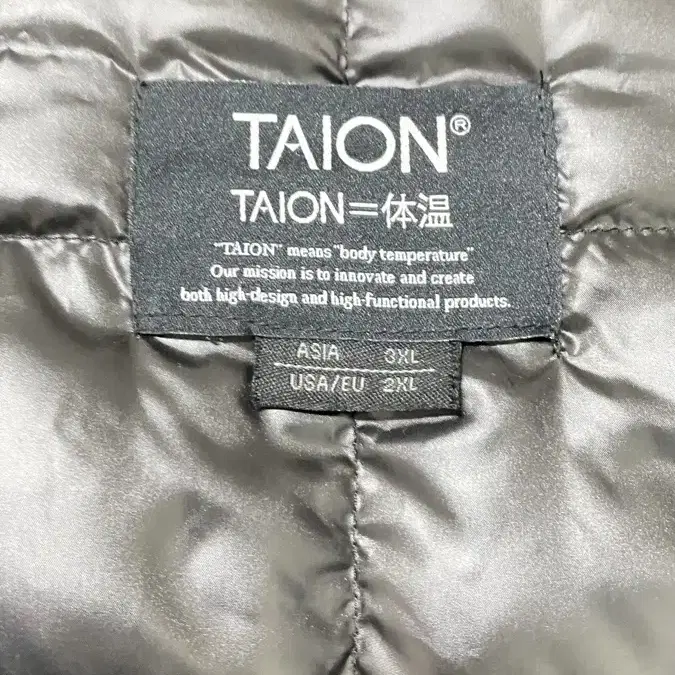 TAION®
TAION=体温
"TAION" means "body temperature"
Our mission is to innovate and create
both high-design and high-functional products.
ASIA 3XL
USA/EU 2XL